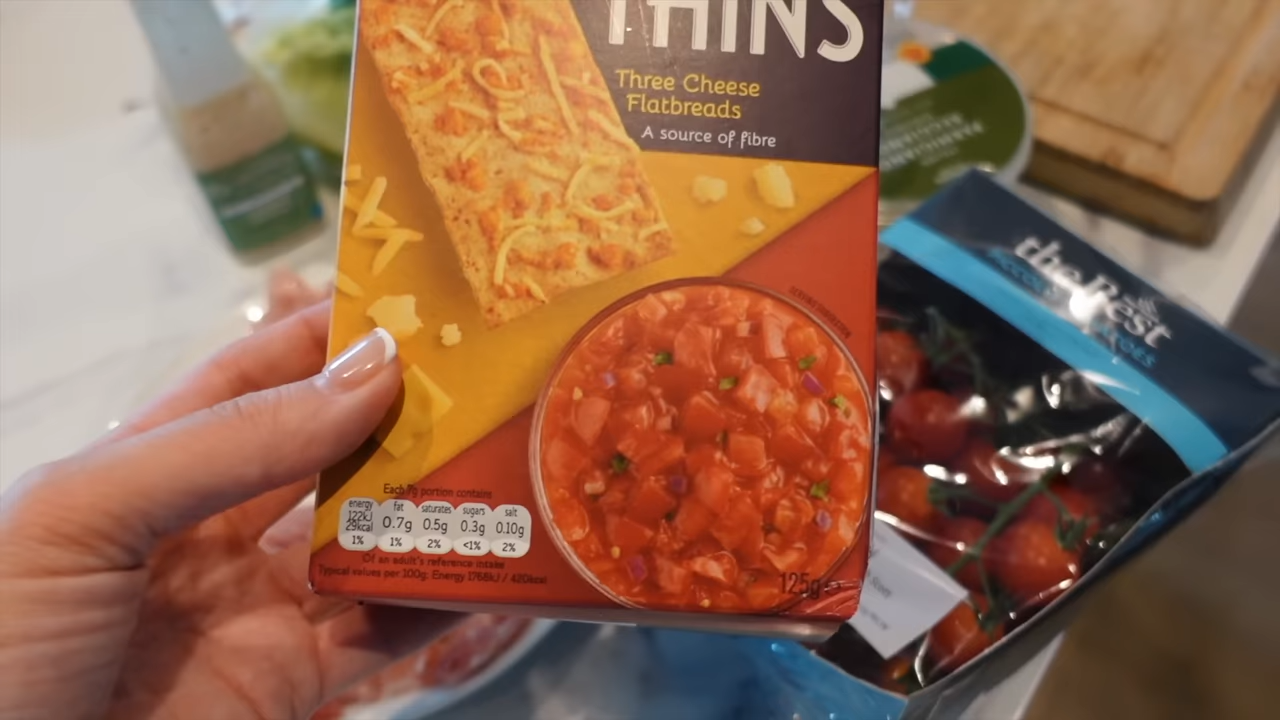 THINS
Three Cheese
Flatbreads
A source of fibre
Each 7g portion contains
energy
122kJ
29kcal
1%
fat
0.7g
1%
saturates
0.5g
2%
sugars
0.3g
<1%
salt
0.10g
2%
Of an adult's reference intake
Typical values per 100g: Energy 1768kJ / 420kcal
125g e
the Best